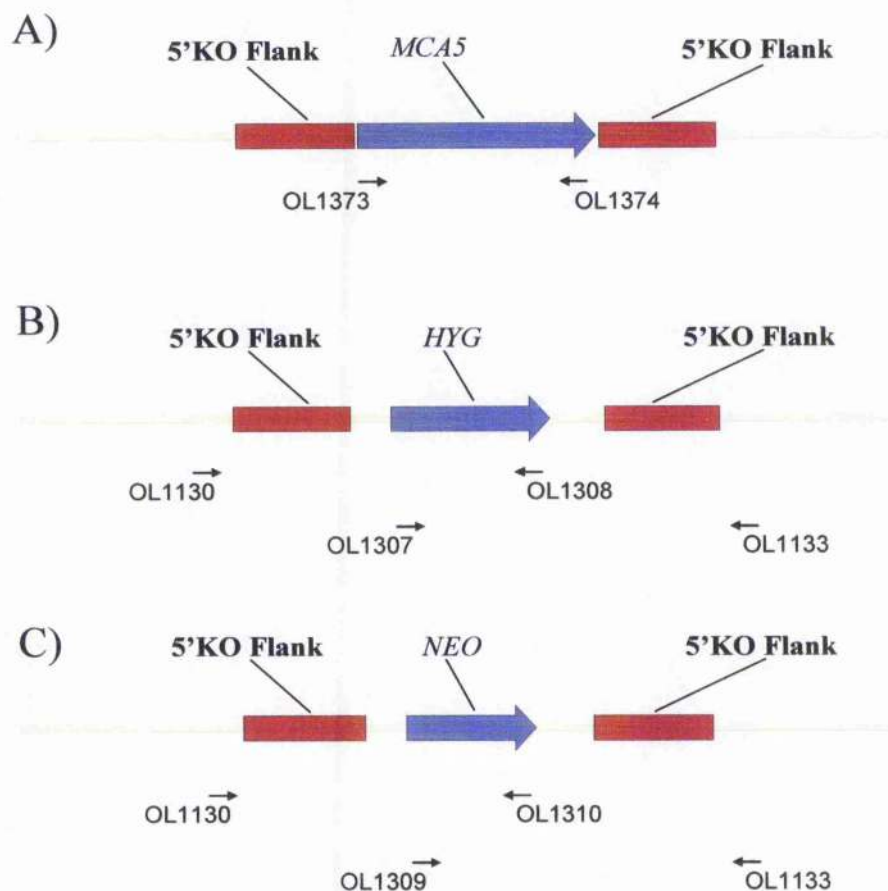 A)
5'KO Flank MCA5 5'KO Flank
OL1373 OL1374
B)
5'KO Flank HYG 5'KO Flank
OL1130 OL1308
OL1307 OL1133
C)
5'KO Flank NEO 5'KO Flank
OL1130 OL1310
OL1309 OL1133